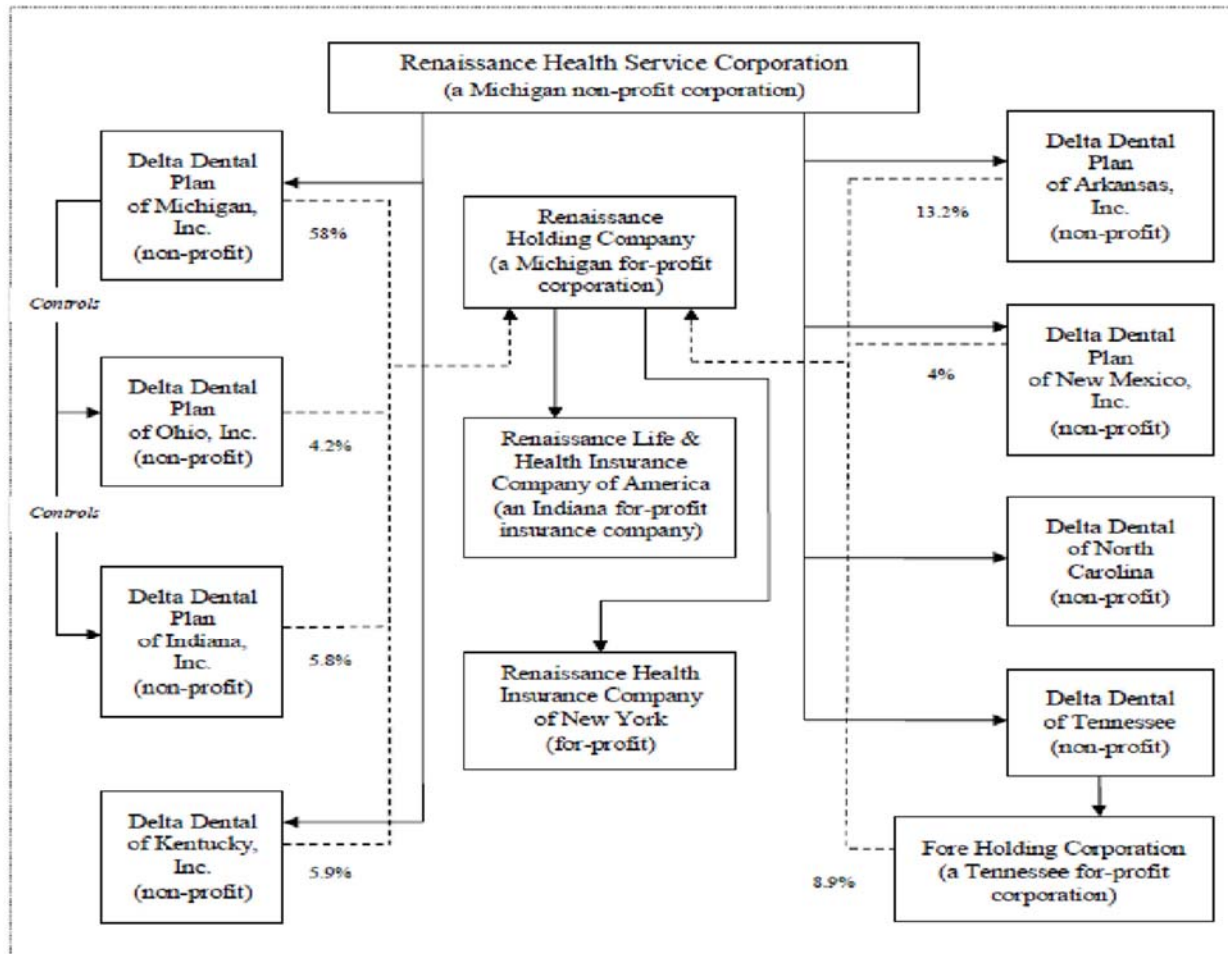 Renaissance Health Service Corporation
(a Michigan non-profit corporation)
Delta Dental
Plan
of Michigan,
Inc.
(non-profit)
58%
Controls
Delta Dental
Plan
of Ohio, Inc.
(non-profit)
4.2%
Controls
Delta Dental
Plan
of Indiana,
Inc.
(non-profit)
5.8%
Delta Dental
of Kentucky,
Inc.
(non-profit)
5.9%
Renaissance
Holding Company
(a Michigan for-profit
corporation)
Renaissance Life &
Health Insurance
Company of America
(an Indiana for-profit
insurance company)
Renaissance Health
Insurance Company
of New York
(for-profit)
Delta Dental
Plan
of Arkansas,
Inc.
(non-profit)
13.2%
Delta Dental
Plan
of New Mexico,
Inc.
(non-profit)
4%
Delta Dental
of North
Carolina
(non-profit)
Delta Dental
of Tennessee
(non-profit)
Fore Holding Corporation
(a Tennessee for-profit
corporation)
8.9%